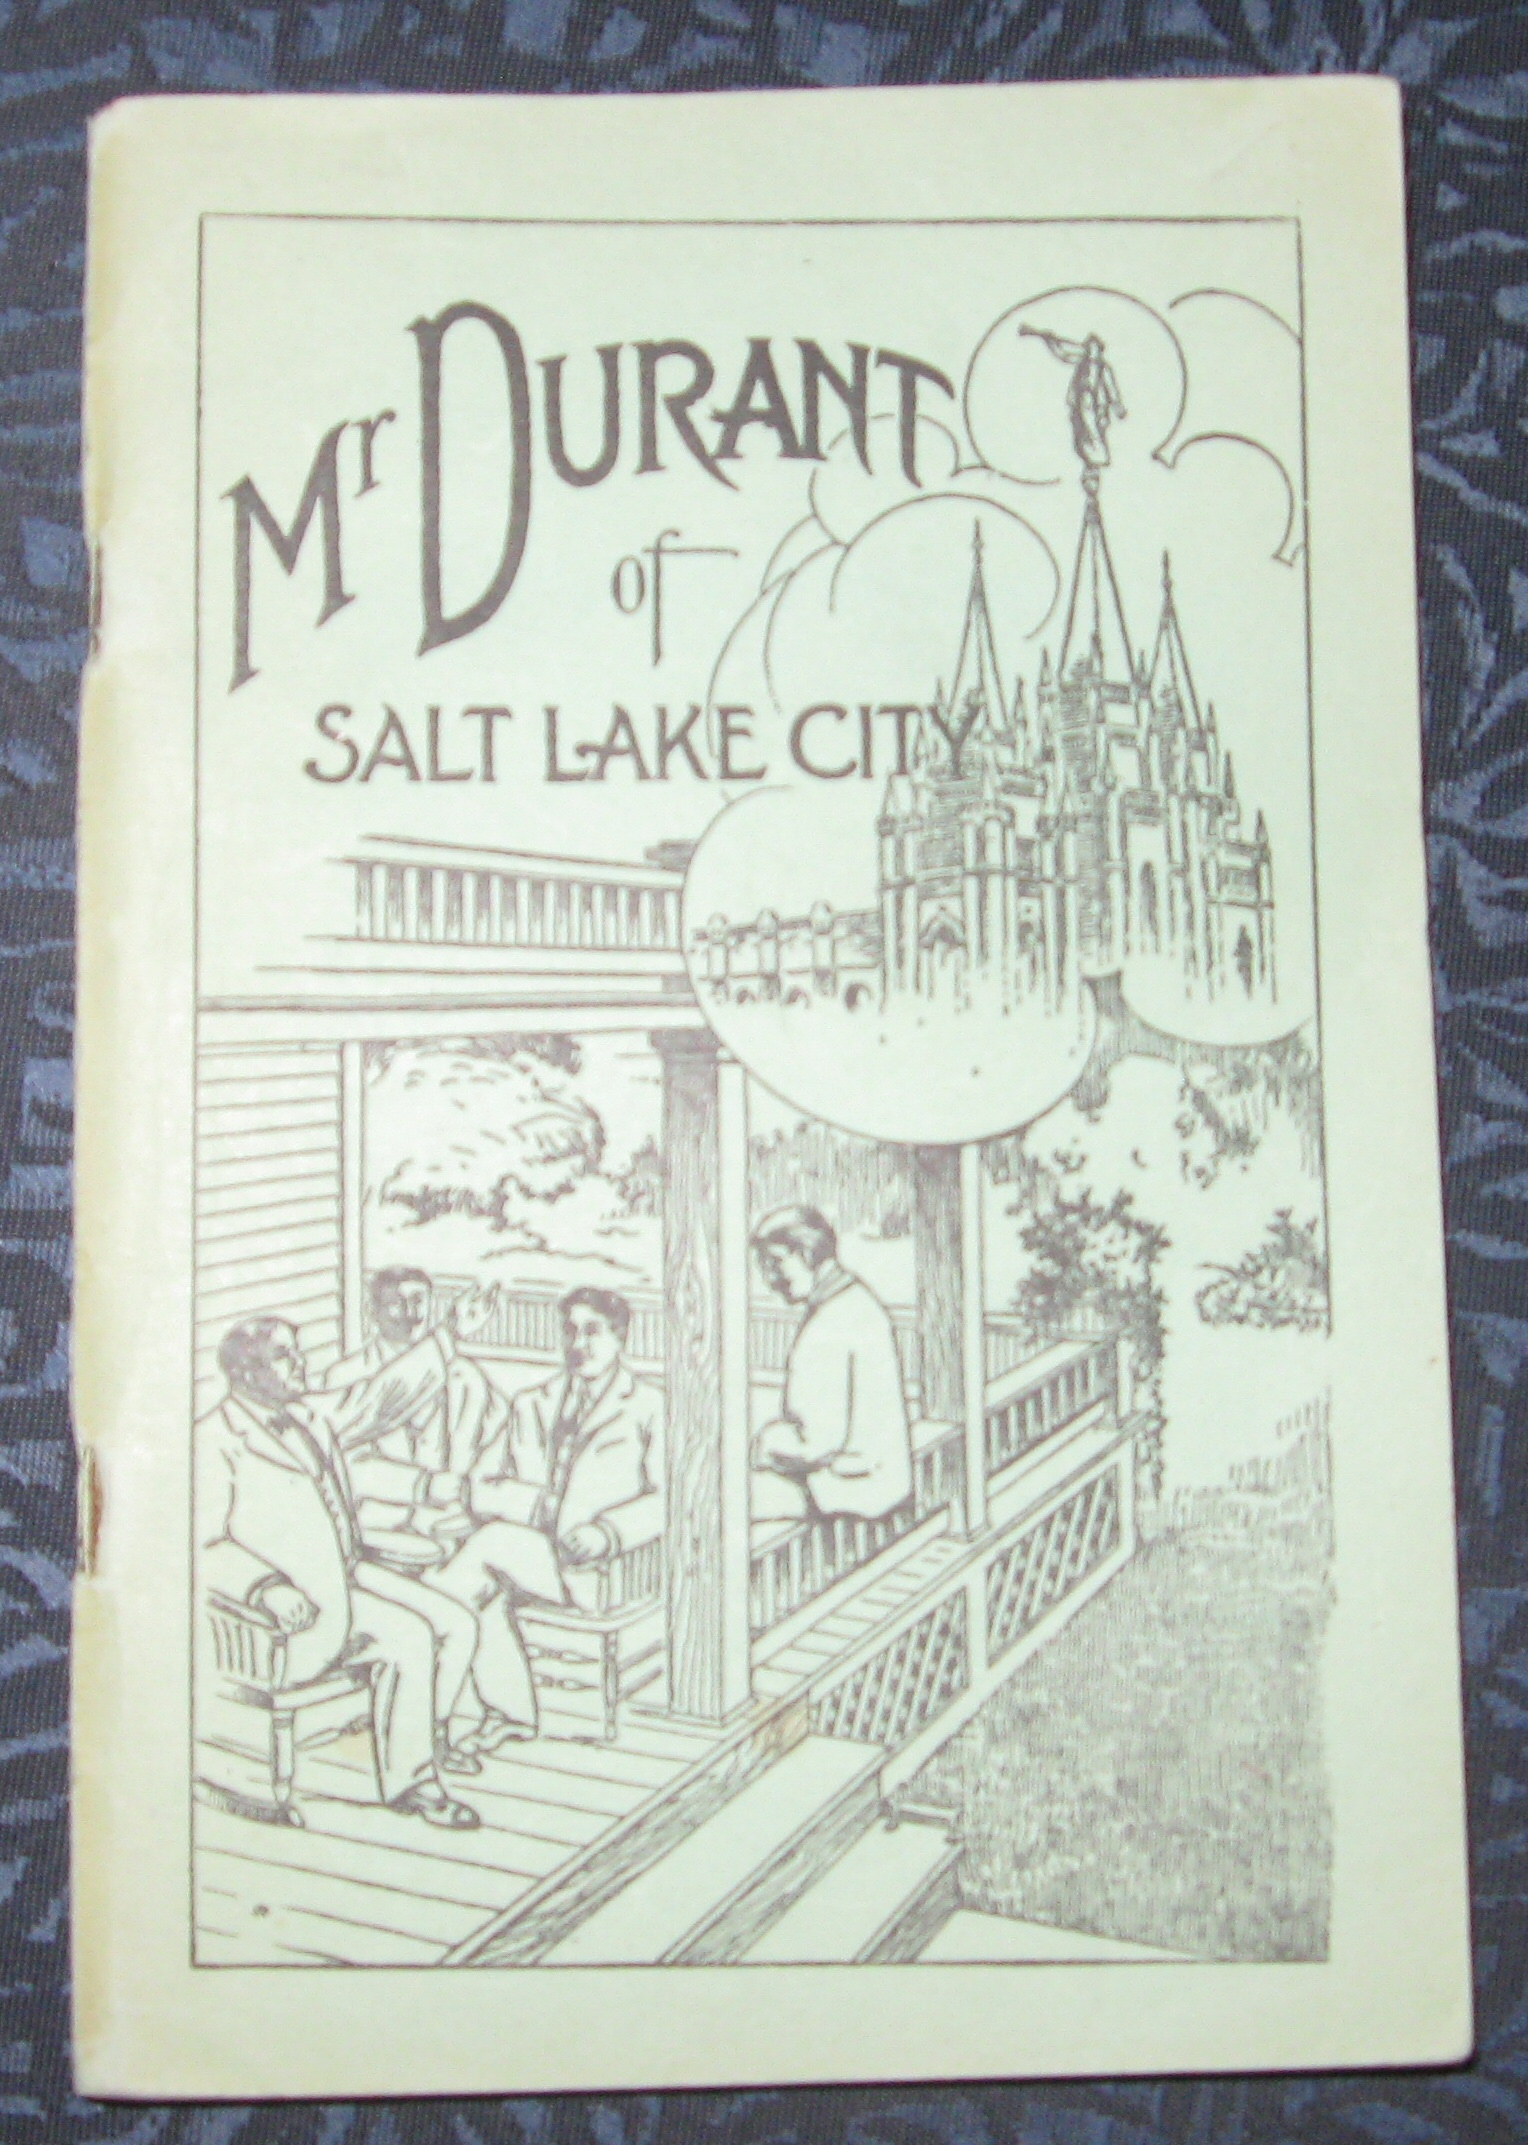 Mr DURANT
of
SALT LAKE CITY